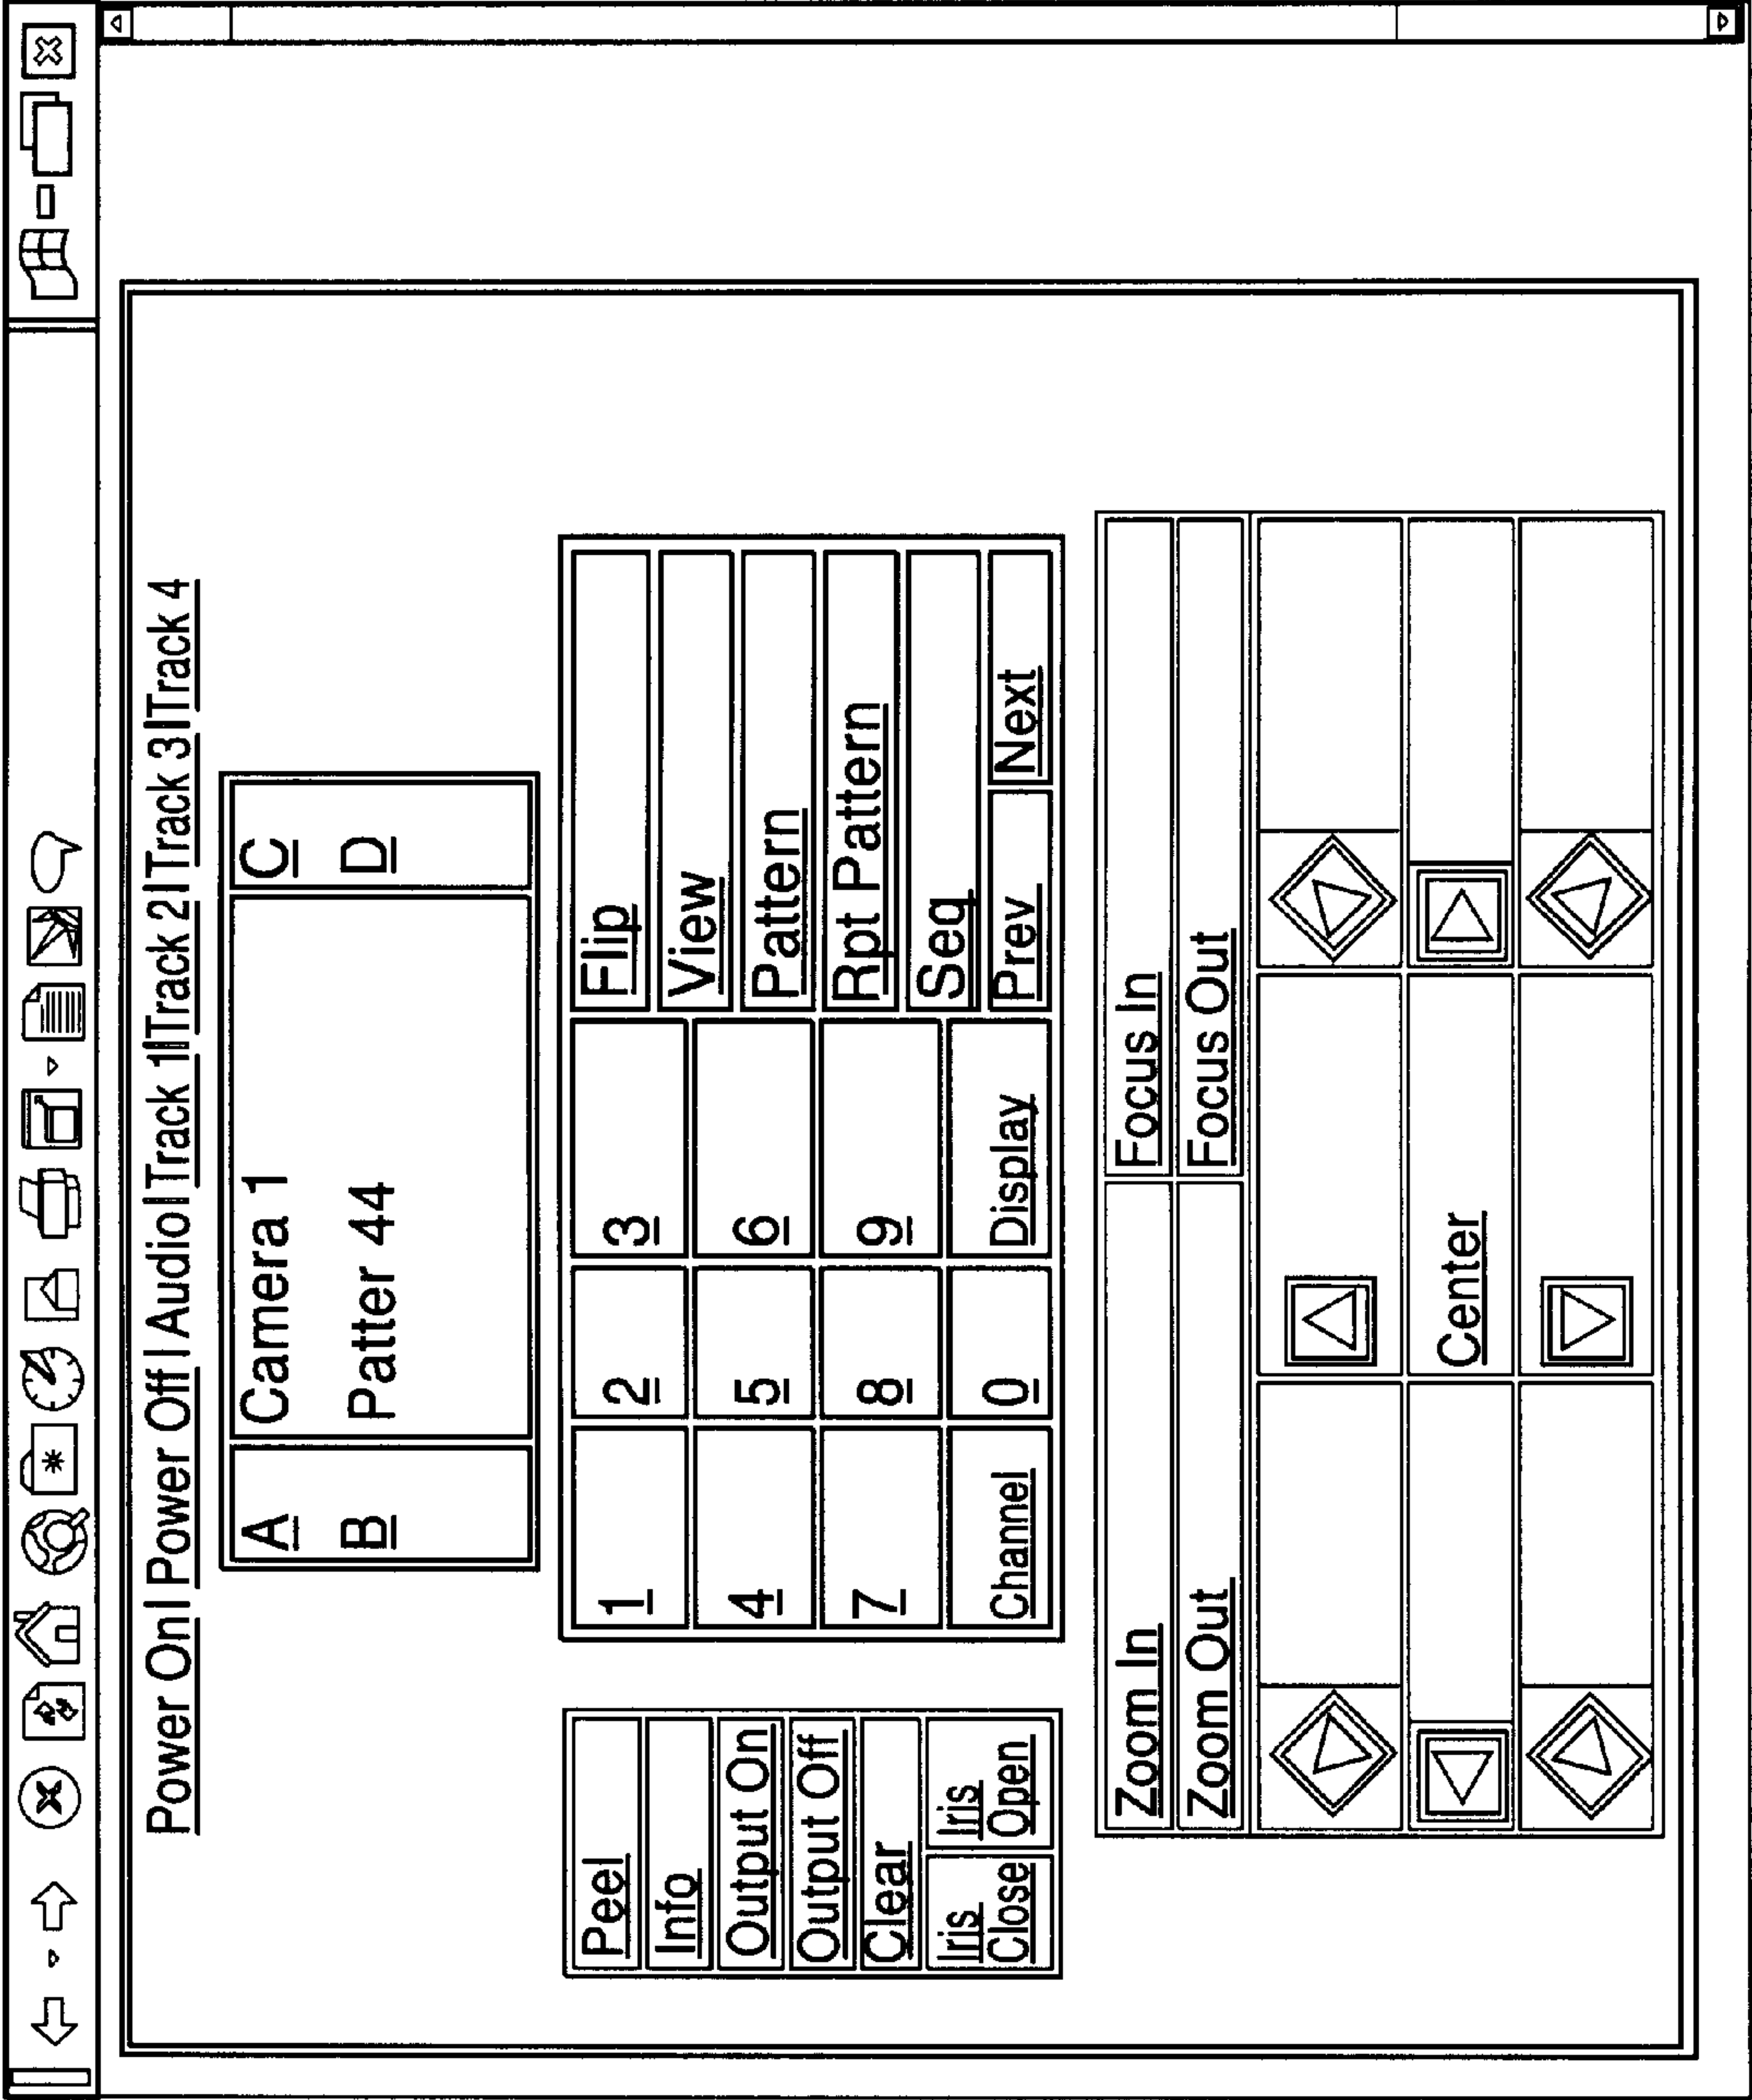 Power On| Power Off | Audio|Track 1|Track 2 |Track 3 |Track 4
A Camera 1 C
B Patter 44 D
Peel
Info
Output On
Output Off
Clear
Iris Close Iris Open
1 2 3
4 5 6
7 8 9
Channel 0 Display
Flip
View
Pattern
Rpt Pattern
Seq
Prev Next
Zoom In Focus In
Zoom Out Focus Out
Center